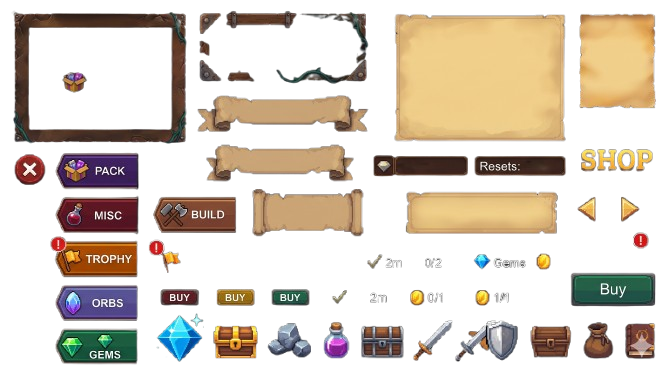 PACK
Resets:
SHOP
MISC
BUILD
!
!
!
TROPHY
2m
0/2
Gems
ORBS
BUY
BUY
BUY
2m
0/1
1/1
Buy
GEMS